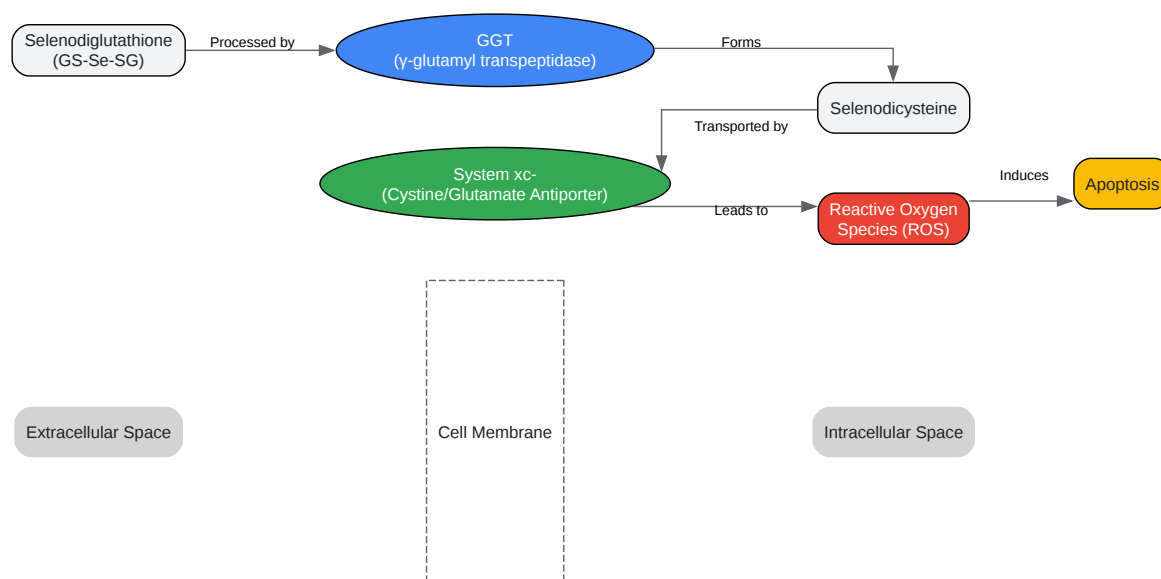 Selenodiglutathione
(GS-Se-SG)
Processed by
GGT
(γ-glutamyl transpeptidase)
Forms
Selenodicysteine
Transported by
System xc-
(Cystine/Glutamate Antiporter)
Leads to
Reactive Oxygen
Species (ROS)
Induces
Apoptosis
Extracellular Space
Cell Membrane
Intracellular Space